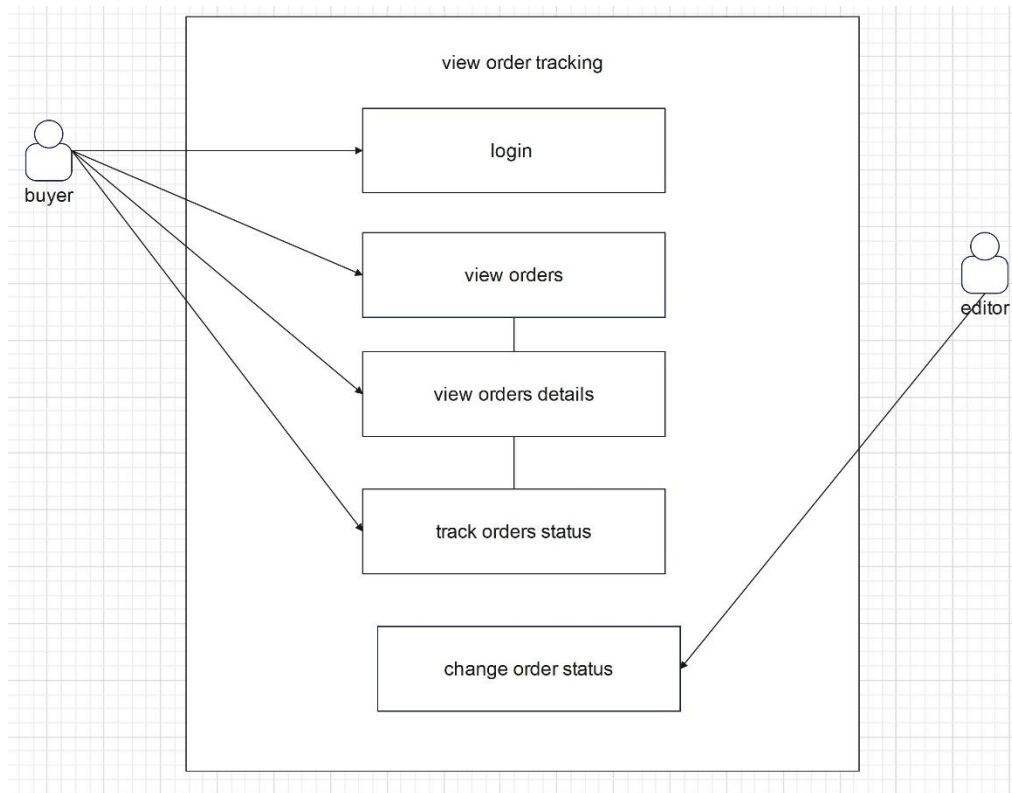 view order tracking
login
buyer
view orders
editor
view orders details
track orders status
change order status